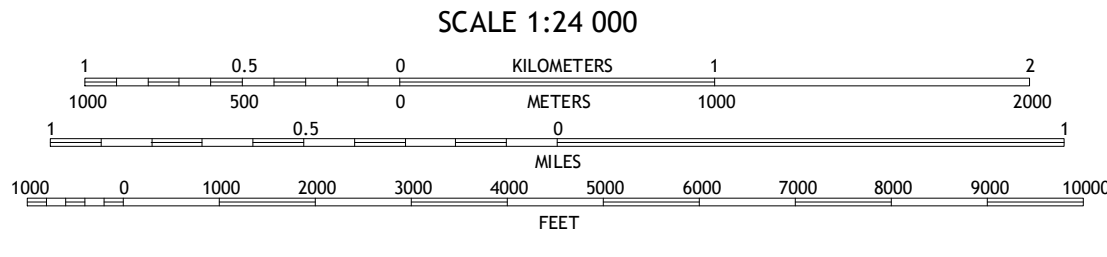 SCALE 1:24 000
1 0.5 0 KILOMETERS 1 2
1000 500 0 METERS 1000 2000
1 0.5 0 1
MILES
1000 0 1000 2000 3000 4000 5000 6000 7000 8000 9000 10000
FEET